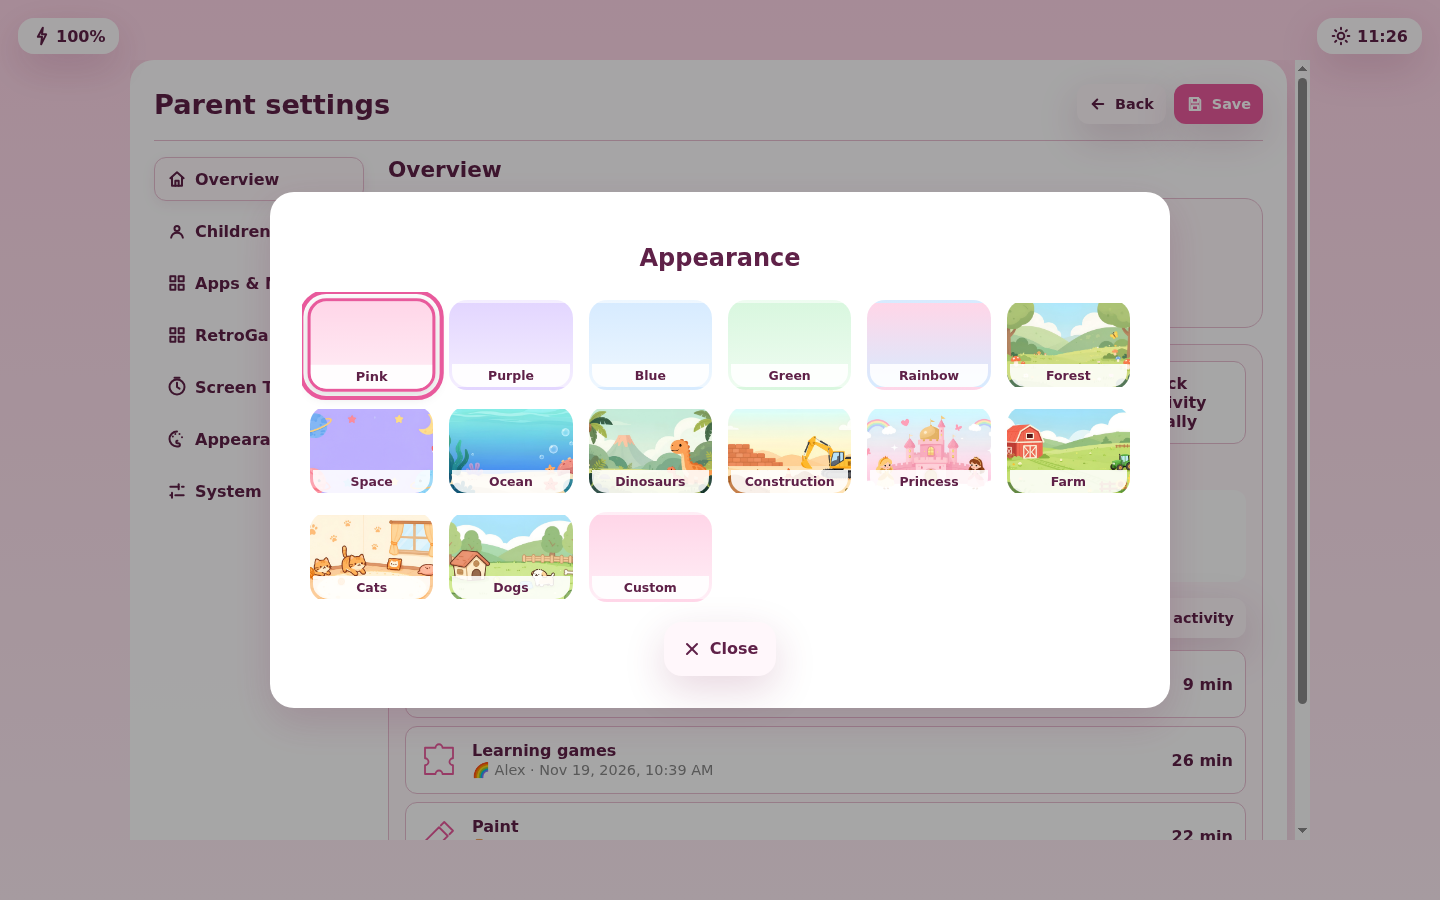 100%
11:26
Parent settings
Back
Save
Overview
Children
Apps &
RetroGa
Screen T
Appeara
System
Overview
ck
ivity
ally
activity
9 min
Learning games
🌈 Alex · Nov 19, 2026, 10:39 AM
26 min
Paint
22 min
Appearance
Pink
Purple
Blue
Green
Rainbow
Forest
Space
Ocean
Dinosaurs
Construction
Princess
Farm
Cats
Dogs
Custom
Close